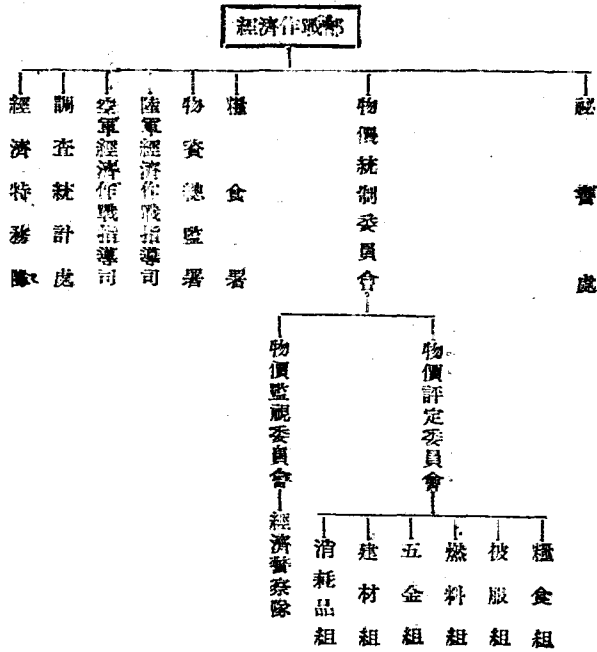 經濟作戰部
祕書處
物價統制委員會
糧食署
物資總監署
陸軍經濟作戰指導司
空軍經濟作戰指導司
調查統計處
經濟特務隊
物價評定委員會
物價監視委員會
糧食組
被服組
燃料組
五金組
建材組
消耗品組
經濟警察隊